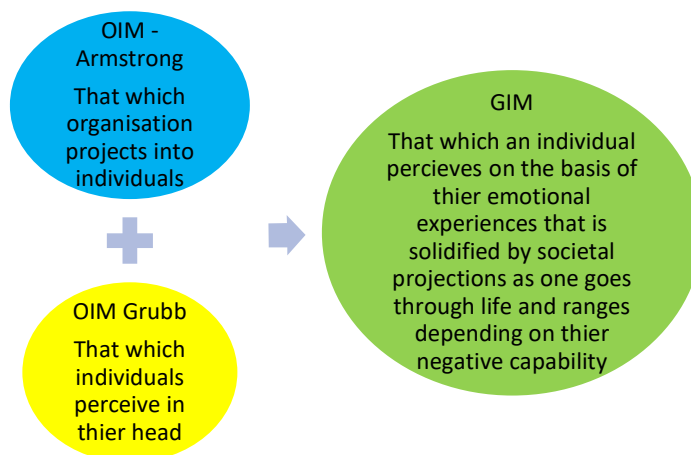 OIM -
Armstrong
That which
organisation
projects into
individuals
OIM Grubb
That which
individuals
perceive in
thier head
GIM
That which an individual
percieves on the basis of
thier emotional
experiences that is
solidified by societal
projections as one goes
through life and ranges
depending on thier
negative capability